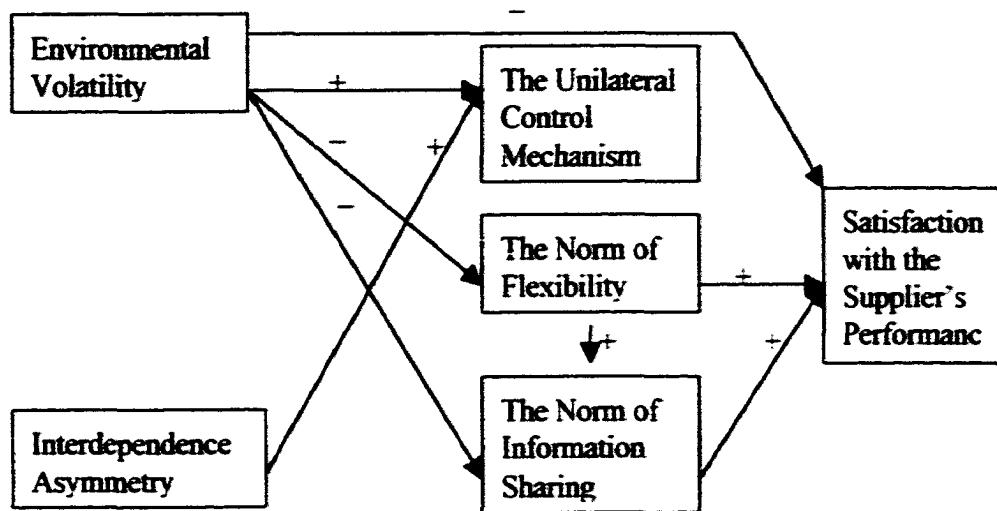 −
Environmental
Volatility
+
The Unilateral
Control
Mechanism
−
+
−
Satisfaction
with the
Supplier's
Performanc
The Norm of
Flexibility
+
+
+
The Norm of
Information
Sharing
Interdependence
Asymmetry